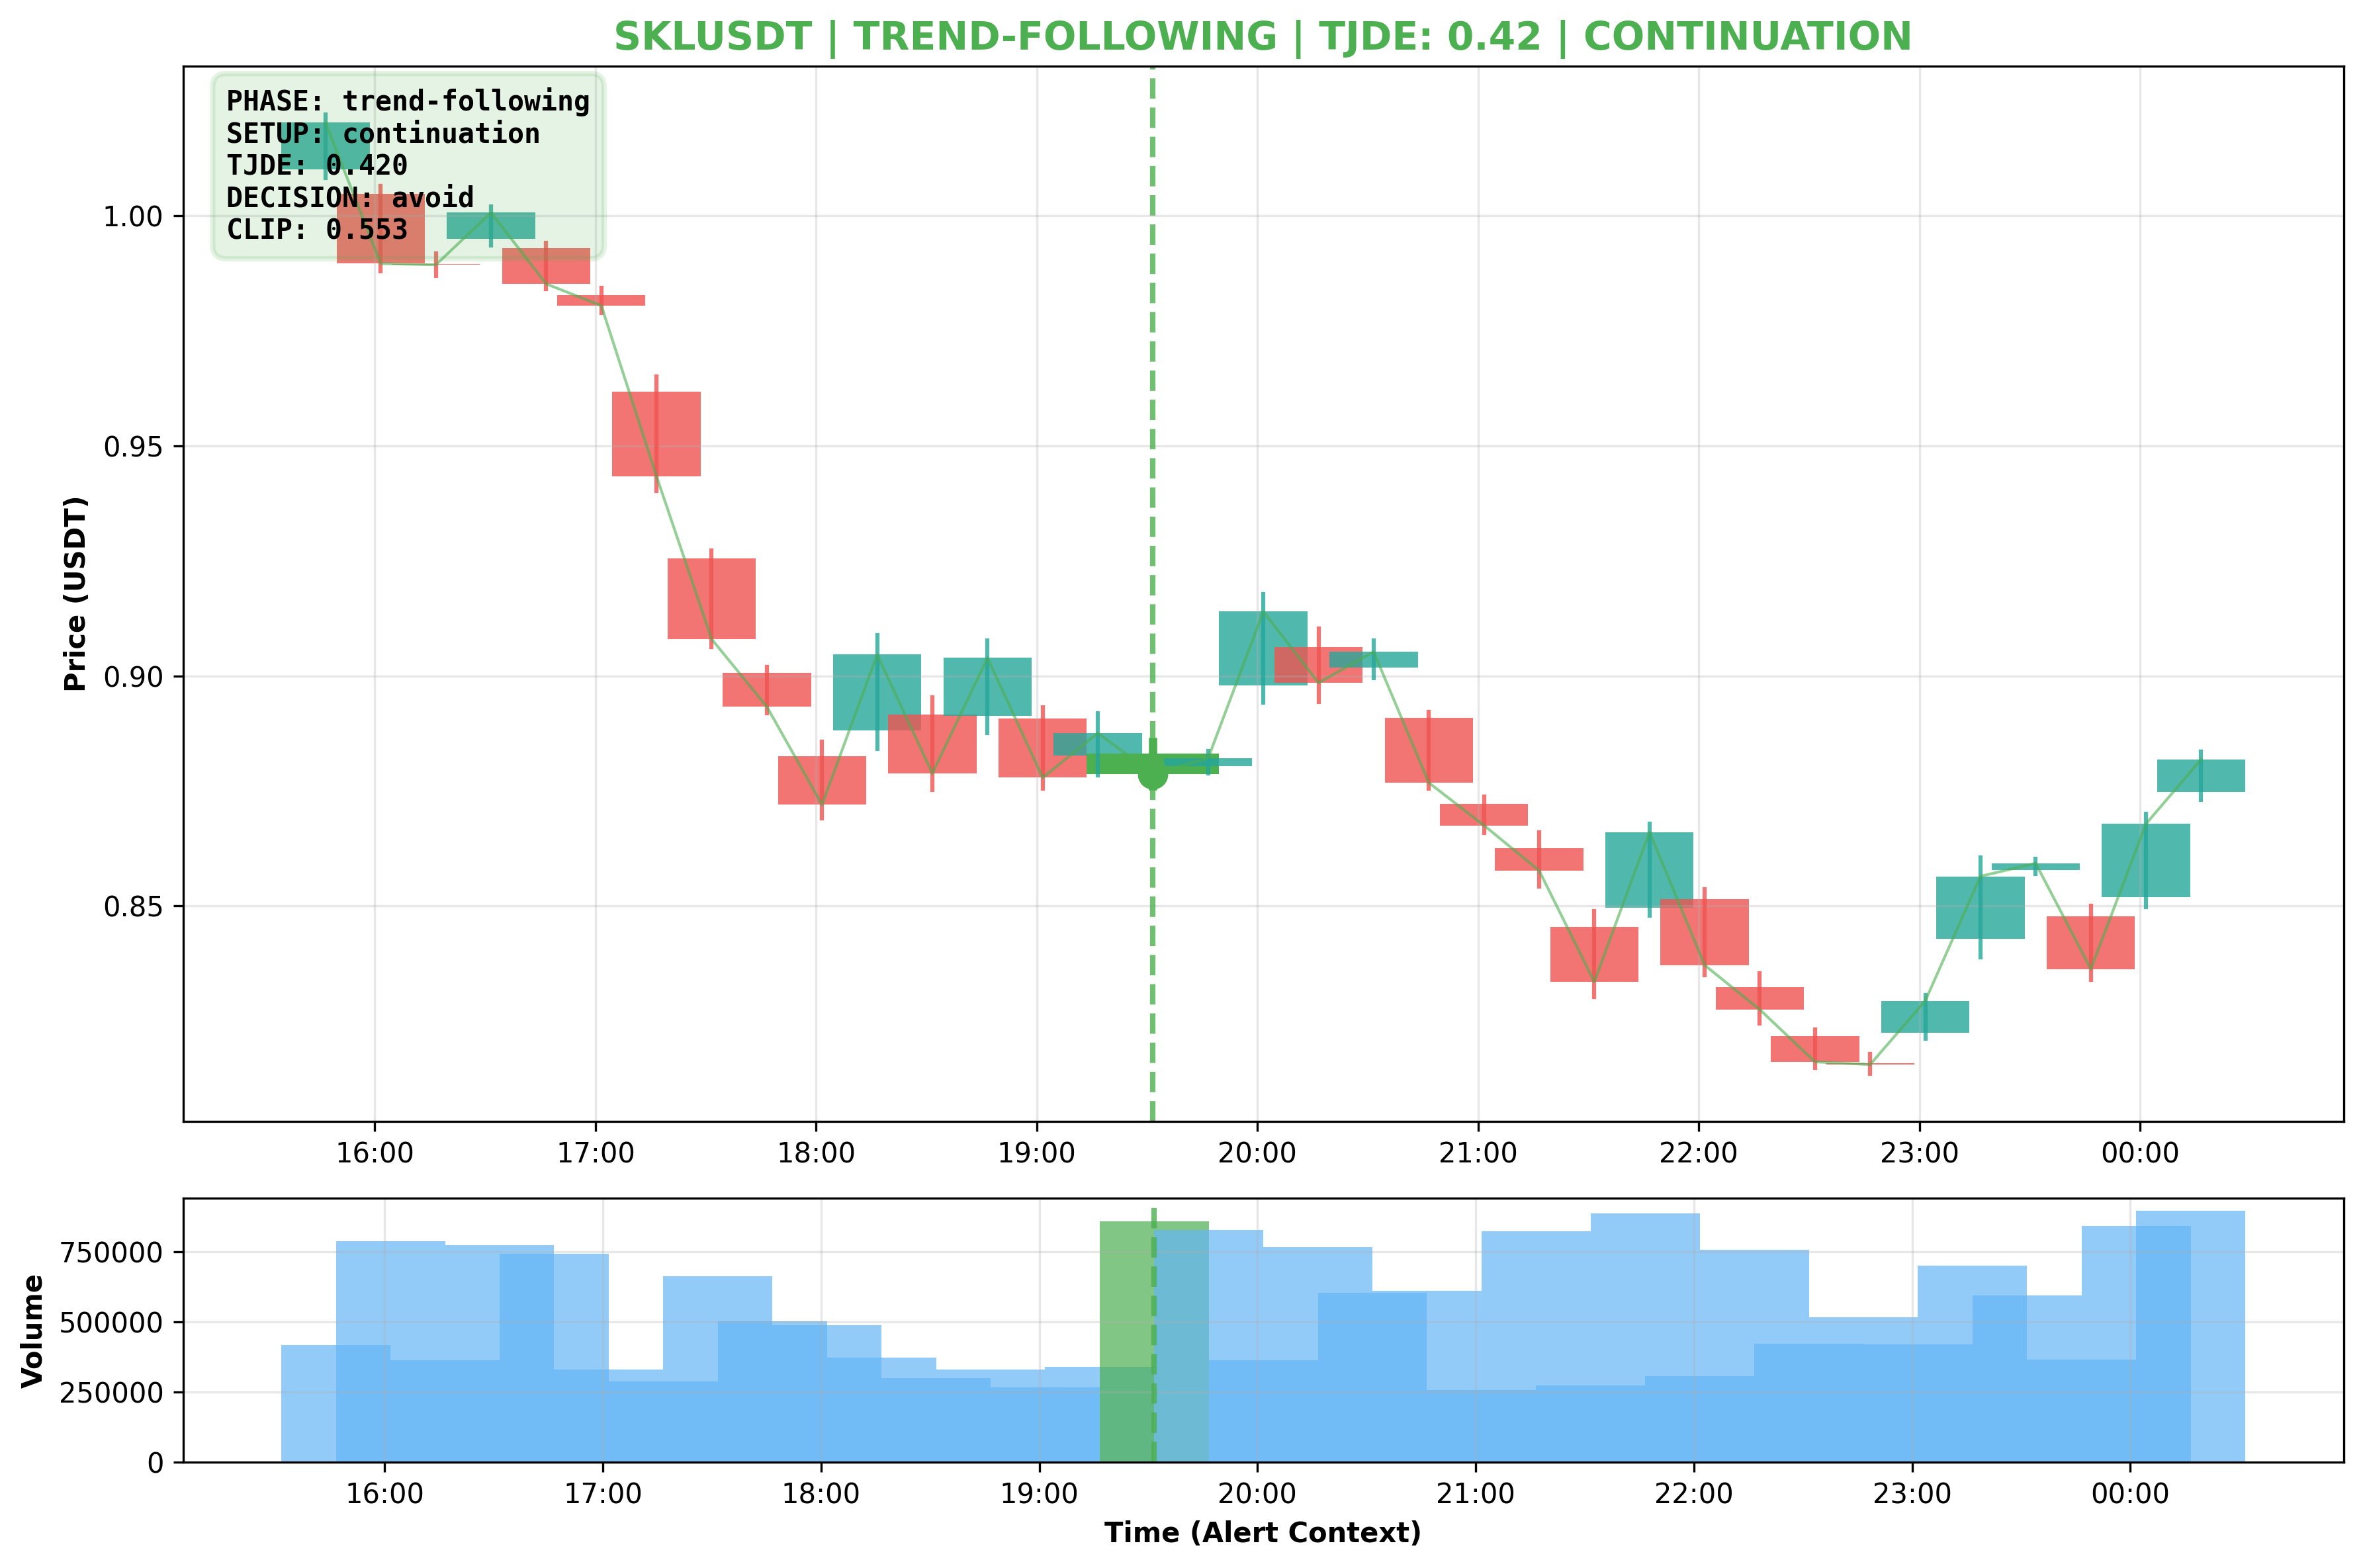 SKLUSDT | TREND-FOLLOWING | TJDE: 0.42 | CONTINUATION
PHASE: trend-following
SETUP: continuation
TJDE: 0.420
DECISION: avoid
CLIP: 0.553
Price (USDT)
1.00
0.95
0.90
0.85
16:00
17:00
18:00
19:00
20:00
21:00
22:00
23:00
00:00
Volume
750000
500000
250000
0
16:00
17:00
18:00
19:00
20:00
21:00
22:00
23:00
00:00
Time (Alert Context)